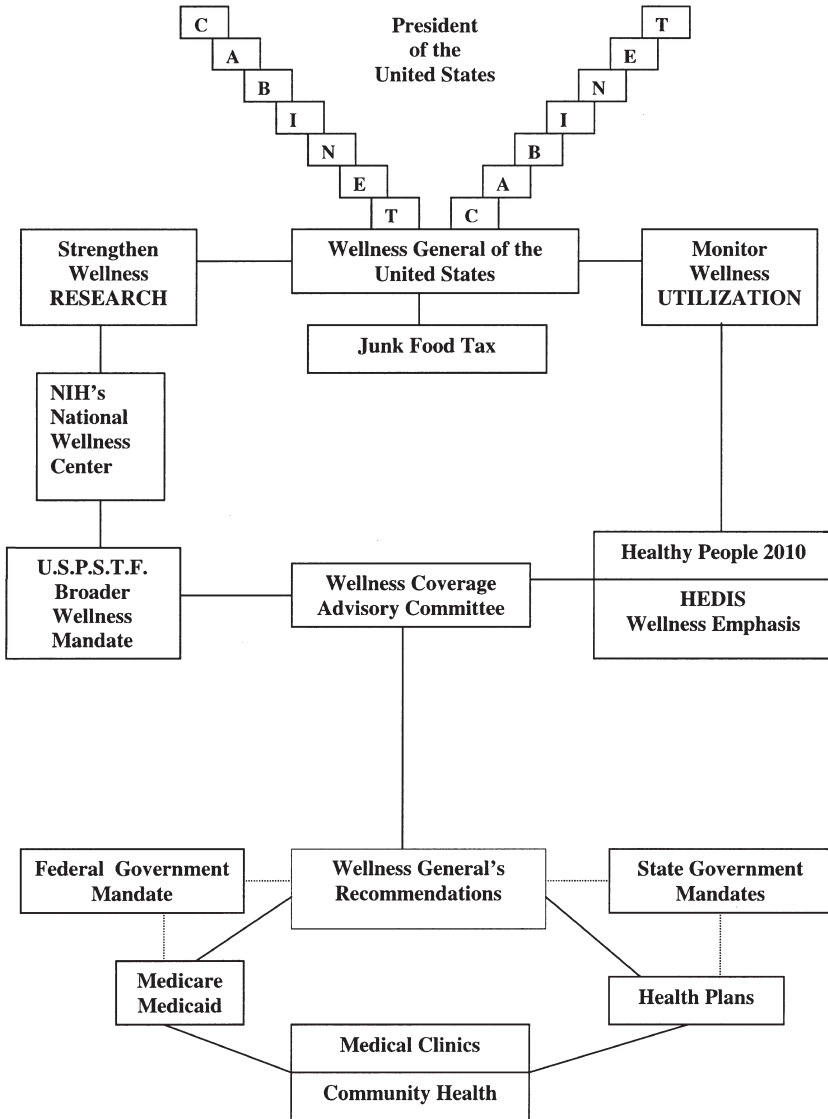 President
of the
United States
C
A
B
I
N
E
T
C
A
B
I
N
E
T
Strengthen
Wellness
RESEARCH
Wellness General of the
United States
Monitor
Wellness
UTILIZATION
Junk Food Tax
NIH's
National
Wellness
Center
U.S.P.S.T.F.
Broader
Wellness
Mandate
Wellness Coverage
Advisory Committee
Healthy People 2010
HEDIS
Wellness Emphasis
Federal Government
Mandate
Wellness General's
Recommendations
State Government
Mandates
Medicare
Medicaid
Health Plans
Medical Clinics
Community Health